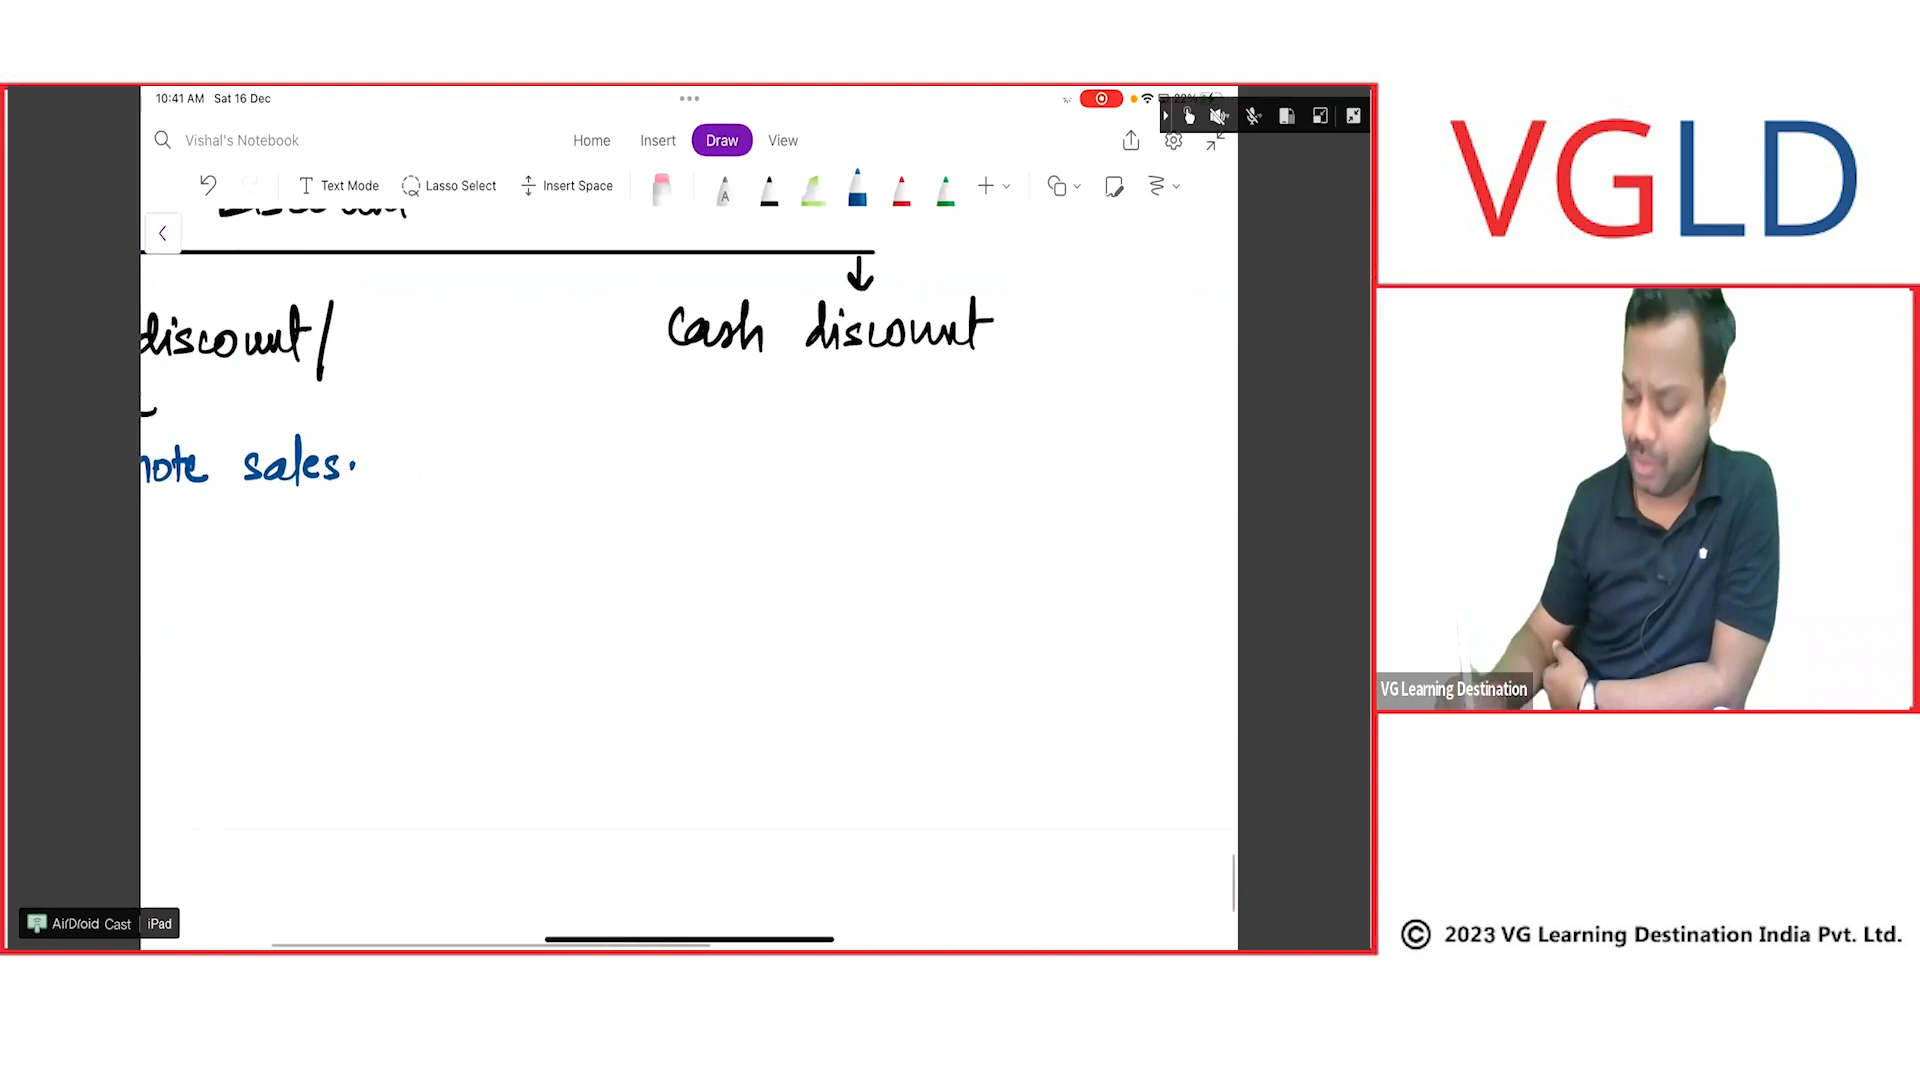 10:41 AM Sat 16 Dec
22%
Vishal's Notebook
Home Insert Draw View
Text Mode Lasso Select Insert Space
A
discount/
Cash discount
sales.
VGLD
VG Learning Destination
AirDroid Cast iPad
© 2023 VG Learning Destination India Pvt. Ltd.